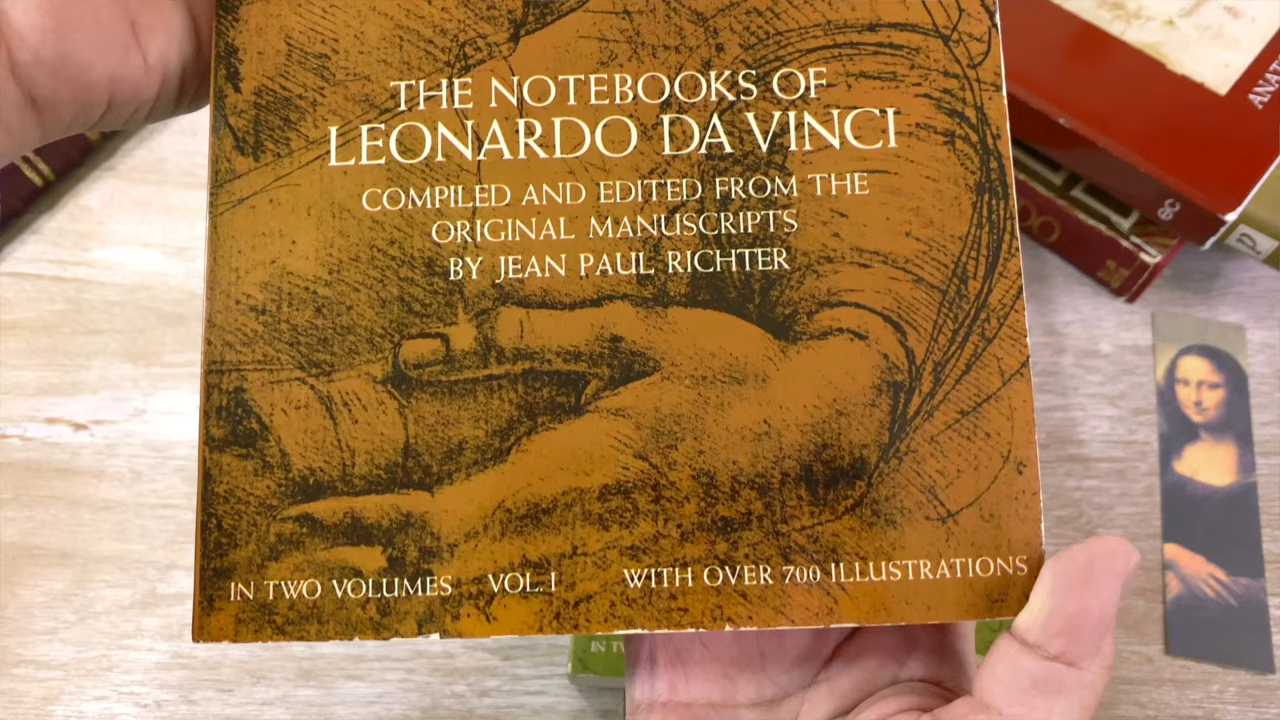 THE NOTEBOOKS OF
LEONARDO DA VINCI
COMPILED AND EDITED FROM THE
ORIGINAL MANUSCRIPTS
BY JEAN PAUL RICHTER
IN TWO VOLUMES VOL. I WITH OVER 700 ILLUSTRATIONS